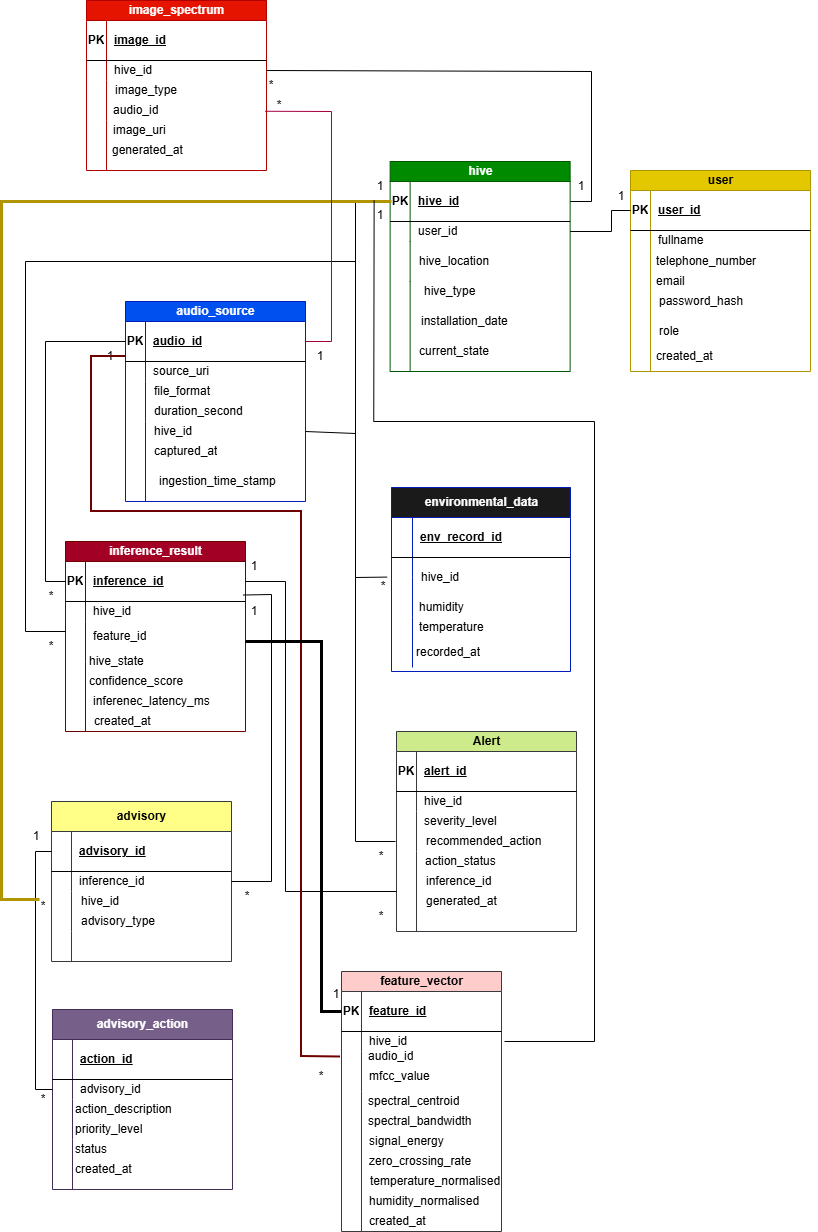 image_spectrum
PK image_id
hive_id
*
image_type
*
audio_id
image_uri
generated_at
hive
1
1
PK hive_id
1
user_id
hive_location
hive_type
installation_date
current_state
user
1
PK user_id
fullname
telephone_number
email
password_hash
role
created_at
audio_source
PK audio_id
1
1
source_uri
file_format
duration_second
hive_id
captured_at
ingestion_time_stamp
environmental_data
env_record_id
hive_id
*
humidity
temperature
recorded_at
inference_result
1
PK inference_id
*
1
hive_id
feature_id
*
hive_state
confidence_score
inferenec_latency_ms
created_at
Alert
PK alert_id
hive_id
severity_level
recommended_action
*
action_status
inference_id
generated_at
*
advisory
1
advisory_id
inference_id
*
hive_id
*
advisory_type
feature_vector
1
PK feature_id
hive_id
audio_id
*
mfcc_value
spectral_centroid
spectral_bandwidth
signal_energy
zero_crossing_rate
temperature_normalised
humidity_normalised
created_at
advisory_action
action_id
advisory_id
*
action_description
priority_level
status
created_at